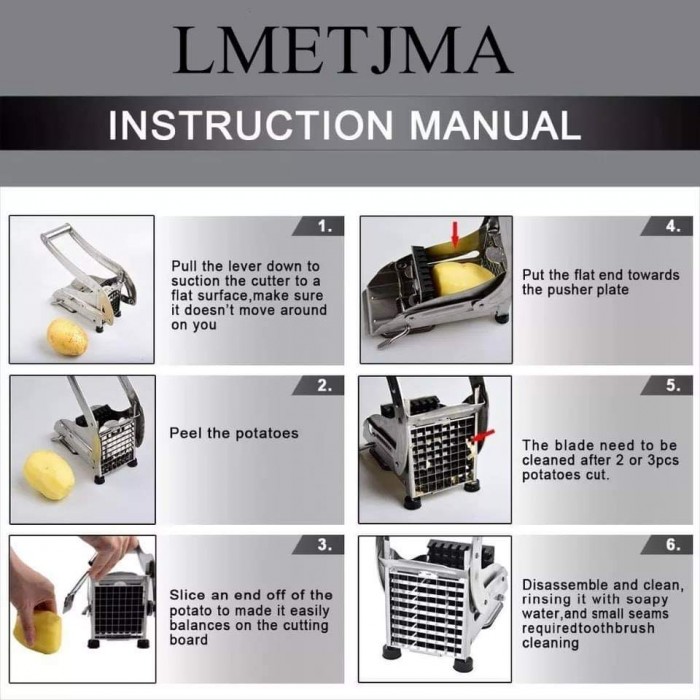 LMETJMA
INSTRUCTION MANUAL
1.
Pull the lever down to
suction the cutter to a
flat surface,make sure
it doesn't move around
on you
2.
Peel the potatoes
3.
Slice an end off of the
potato to made it easily
balances on the cutting
board
4.
Put the flat end towards
the pusher plate
5.
The blade need to be
cleaned after 2 or 3pcs
potatoes cut.
6.
Disassemble and clean,
rinsing it with soapy
water,and small seams
requiredtoothbrush
cleaning